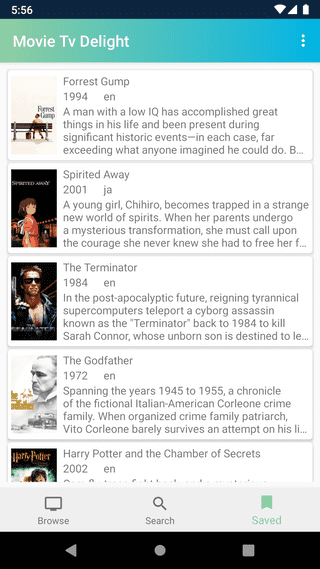 5:56
Movie Tv Delight
Forrest Gump
1994 en
A man with a low IQ has accomplished great
things in his life and been present during
significant historic events—in each case, far
exceeding what anyone imagined he could do. B...
Forrest
Gump
Spirited Away
2001 ja
A young girl, Chihiro, becomes trapped in a strange
new world of spirits. When her parents undergo
a mysterious transformation, she must call upon
the courage she never knew she had to free her f...
SPIRITED AWAY
The Terminator
1984 en
In the post-apocalyptic future, reigning tyrannical
supercomputers teleport a cyborg assassin
known as the "Terminator" back to 1984 to kill
Sarah Connor, whose unborn son is destined to le...
The Godfather
1972 en
Spanning the years 1945 to 1955, a chronicle
of the fictional Italian-American Corleone crime
family. When organized crime family patriarch,
Vito Corleone barely survives an attempt on his li...
Harry Potter and the Chamber of Secrets
2002 en
Harry Potter
Browse
Search
Saved